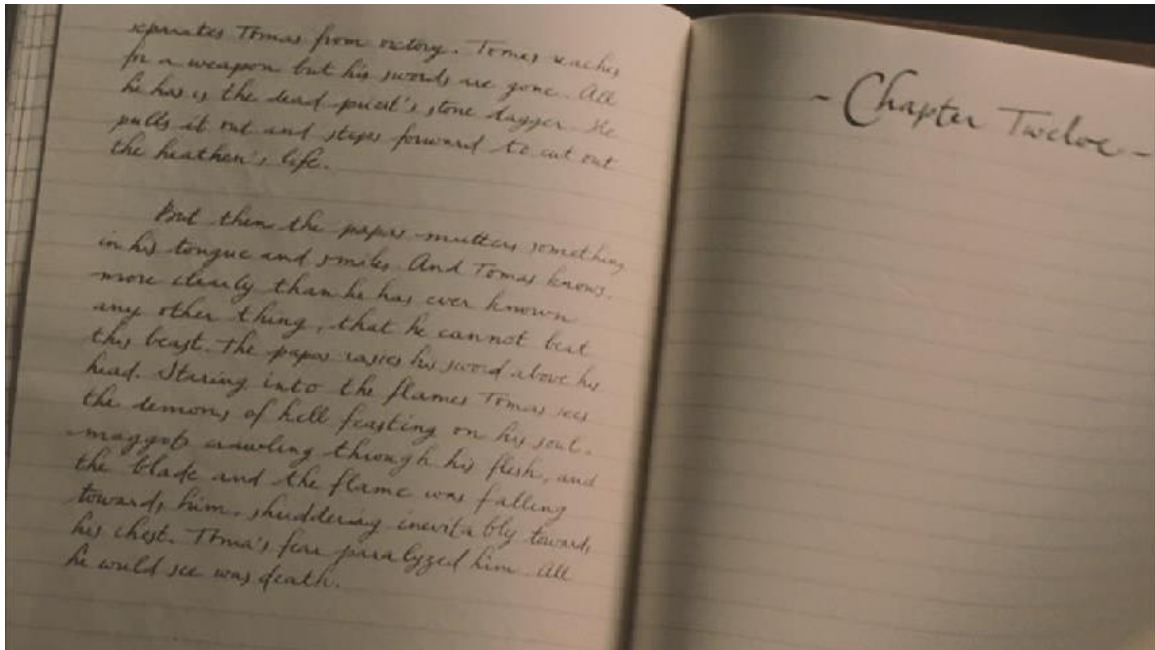 separates Tomas from victory. Tomas reaches
for a weapon but his swords are gone. All
he has is the dead priest's stone dagger. He
pulls it out and steps forward to cut out
the heathen's life.
But then the papas mutters something
in his tongue and smiles. And Tomas knows,
more clearly than he has ever known
any other thing, that he cannot beat
this beast. The papas rasies his sword above his
head. Staring into the flames Tomas sees
the demons of hell feasting on his soul.
maggots crawling through his flesh, and
the blade and the flame was falling
towards him, shuddering inevitably towards
his chest. Toma's fear paralyzed him. All
he would see was death.
- Chapter Twelve -